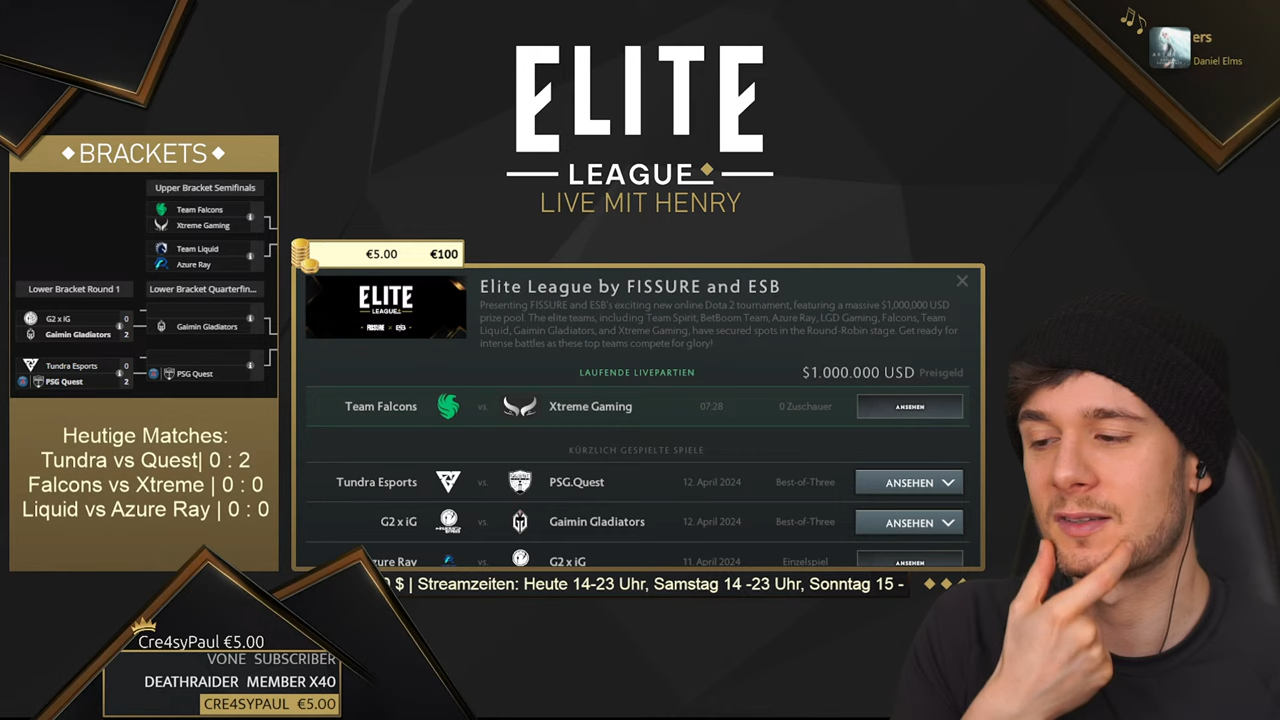 ELITE
LEAGUE
LIVE MIT HENRY
ers
Daniel Elms
BRACKETS
Upper Bracket Semifinals
Team Falcons
Xtreme Gaming
Team Liquid
Azure Ray
Lower Bracket Round 1
Lower Bracket Quarterfin...
G2 x iG 0
Gaimin Gladiators 2
Gaimin Gladiators
Tundra Esports 0
PSG Quest 2
PSG Quest
Heutige Matches:
Tundra vs Quest| 0 : 2
Falcons vs Xtreme | 0 : 0
Liquid vs Azure Ray | 0 : 0
€5.00 €100
ELITE
LEAGUE
FISSURE x ESB
Elite League by FISSURE and ESB
Presenting FISSURE and ESB's exciting new online Dota 2 tournament, featuring a massive $1,000,000 USD
prize pool. The elite teams, including Team Spirit, BetBoom Team, Azure Ray, LGD Gaming, Falcons, Team
Liquid, Gaimin Gladiators, and Xtreme Gaming, have secured spots in the Round-Robin stage. Get ready for
intense battles as these top teams compete for glory!
LAUFENDE LIVEPARTIEN
$1.000.000 USD Preisgeld
Team Falcons vs. Xtreme Gaming 07:28 0 Zuschauer ANSEHEN
KÜRZLICH GESPIELTE SPIELE
Tundra Esports vs. PSG.Quest 12. April 2024 Best-of-Three ANSEHEN
G2 x iG vs. Gaimin Gladiators 12. April 2024 Best-of-Three ANSEHEN
zure Ray vs. G2 x iG 11. April 2024 Einzelspiel ANSEHEN
0 $ | Streamzeiten: Heute 14-23 Uhr, Samstag 14 -23 Uhr, Sonntag 15 -
Cre4syPaul €5.00
VONE SUBSCRIBER
DEATHRAIDER MEMBER X40
CRE4SYPAUL €5.00